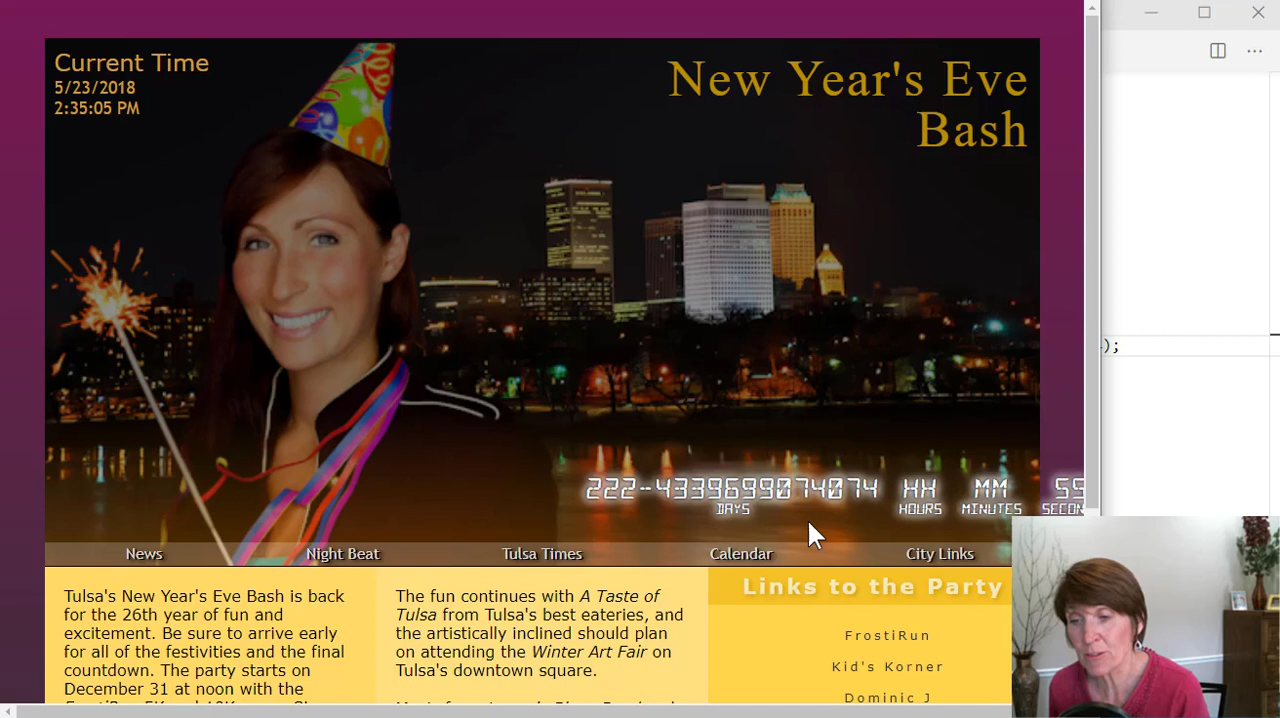 Current Time
5/23/2018
2:35:05 PM
New Year's Eve
Bash
);
222-4339699074074 HH MM
DAYS HOURS MINUTES
News Night Beat Tulsa Times Calendar City Links
Tulsa's New Year's Eve Bash is back
for the 26th year of fun and
excitement. Be sure to arrive early
for all of the festivities and the final
countdown. The party starts on
December 31 at noon with the
The fun continues with A Taste of
Tulsa from Tulsa's best eateries, and
the artistically inclined should plan
on attending the Winter Art Fair on
Tulsa's downtown square.
Links to the Party
FrostiRun
Kid's Korner
Dominic J